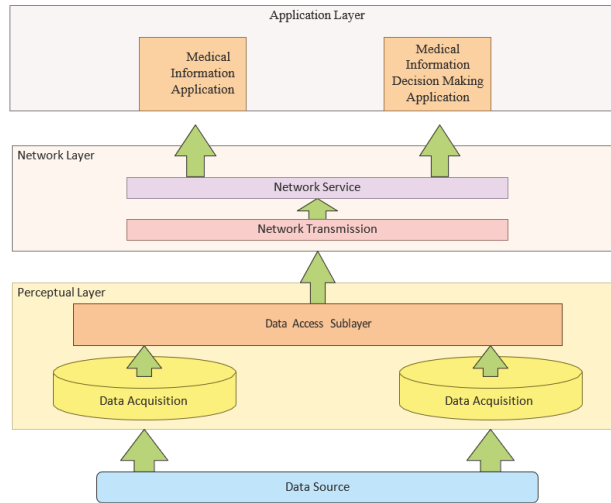 Application Layer
Medical
Information
Application
Medical
Information
Decision Making
Application
Network Layer
Network Service
Network Transmission
Perceptual Layer
Data Access Sublayer
Data Acquisition
Data Acquisition
Data Source